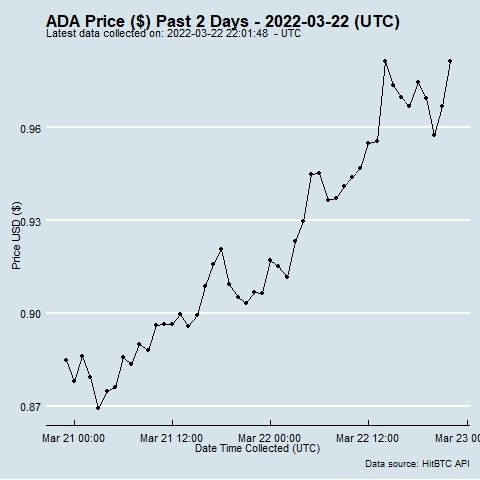 ADA Price ($) Past 2 Days - 2022-03-22 (UTC)
Latest data collected on: 2022-03-22 22:01:48 - UTC
0.96
0.93
0.90
0.87
Price USD ($)
Mar 21 00:00 Mar 21 12:00 Mar 22 00:00 Mar 22 12:00 Mar 23 0
Date Time Collected (UTC)
Data source: HitBTC API